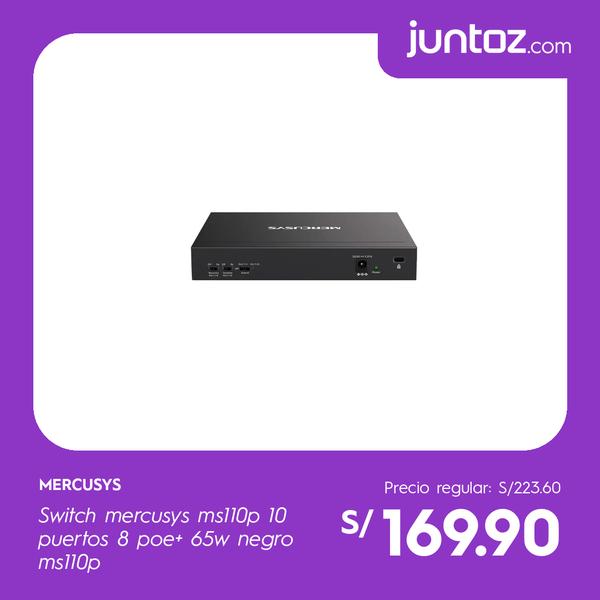 juntoz.com
MERCUSYS
MERCUSYS
Switch mercusys ms110p 10
puertos 8 poe+ 65w negro
ms110p
Precio regular: S/223.60
S/169.90